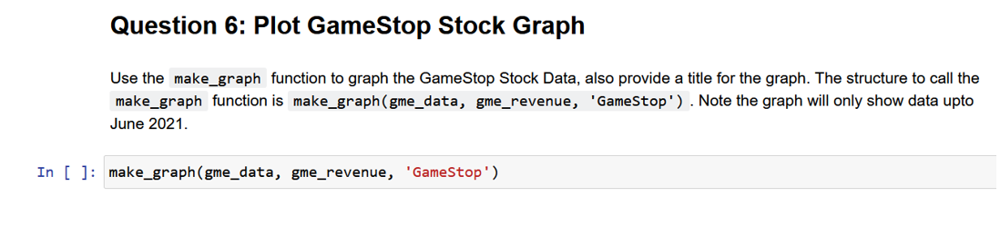 Question 6: Plot GameStop Stock Graph
Use the make_graph function to graph the GameStop Stock Data, also provide a title for the graph. The structure to call the
make_graph function is make_graph(gme_data, gme_revenue, 'GameStop') . Note the graph will only show data upto
June 2021.
In [ ]: make_graph(gme_data, gme_revenue, 'GameStop')